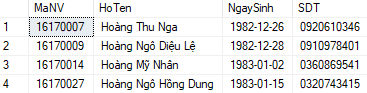 MaNV HoTen NgaySinh SDT
1 16170007 Hoàng Thu Nga 1982-12-26 0920610346
2 16170009 Hoàng Ngô Diệu Lệ 1982-12-28 0910978401
3 16170014 Hoàng Mỹ Nhân 1983-01-02 0360869541
4 16170027 Hoàng Ngô Hồng Dung 1983-01-15 0320743415